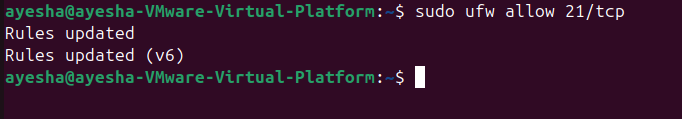 ayesha@ayesha-VMware-Virtual-Platform:~$ sudo ufw allow 21/tcp
Rules updated
Rules updated (v6)
ayesha@ayesha-VMware-Virtual-Platform:~$